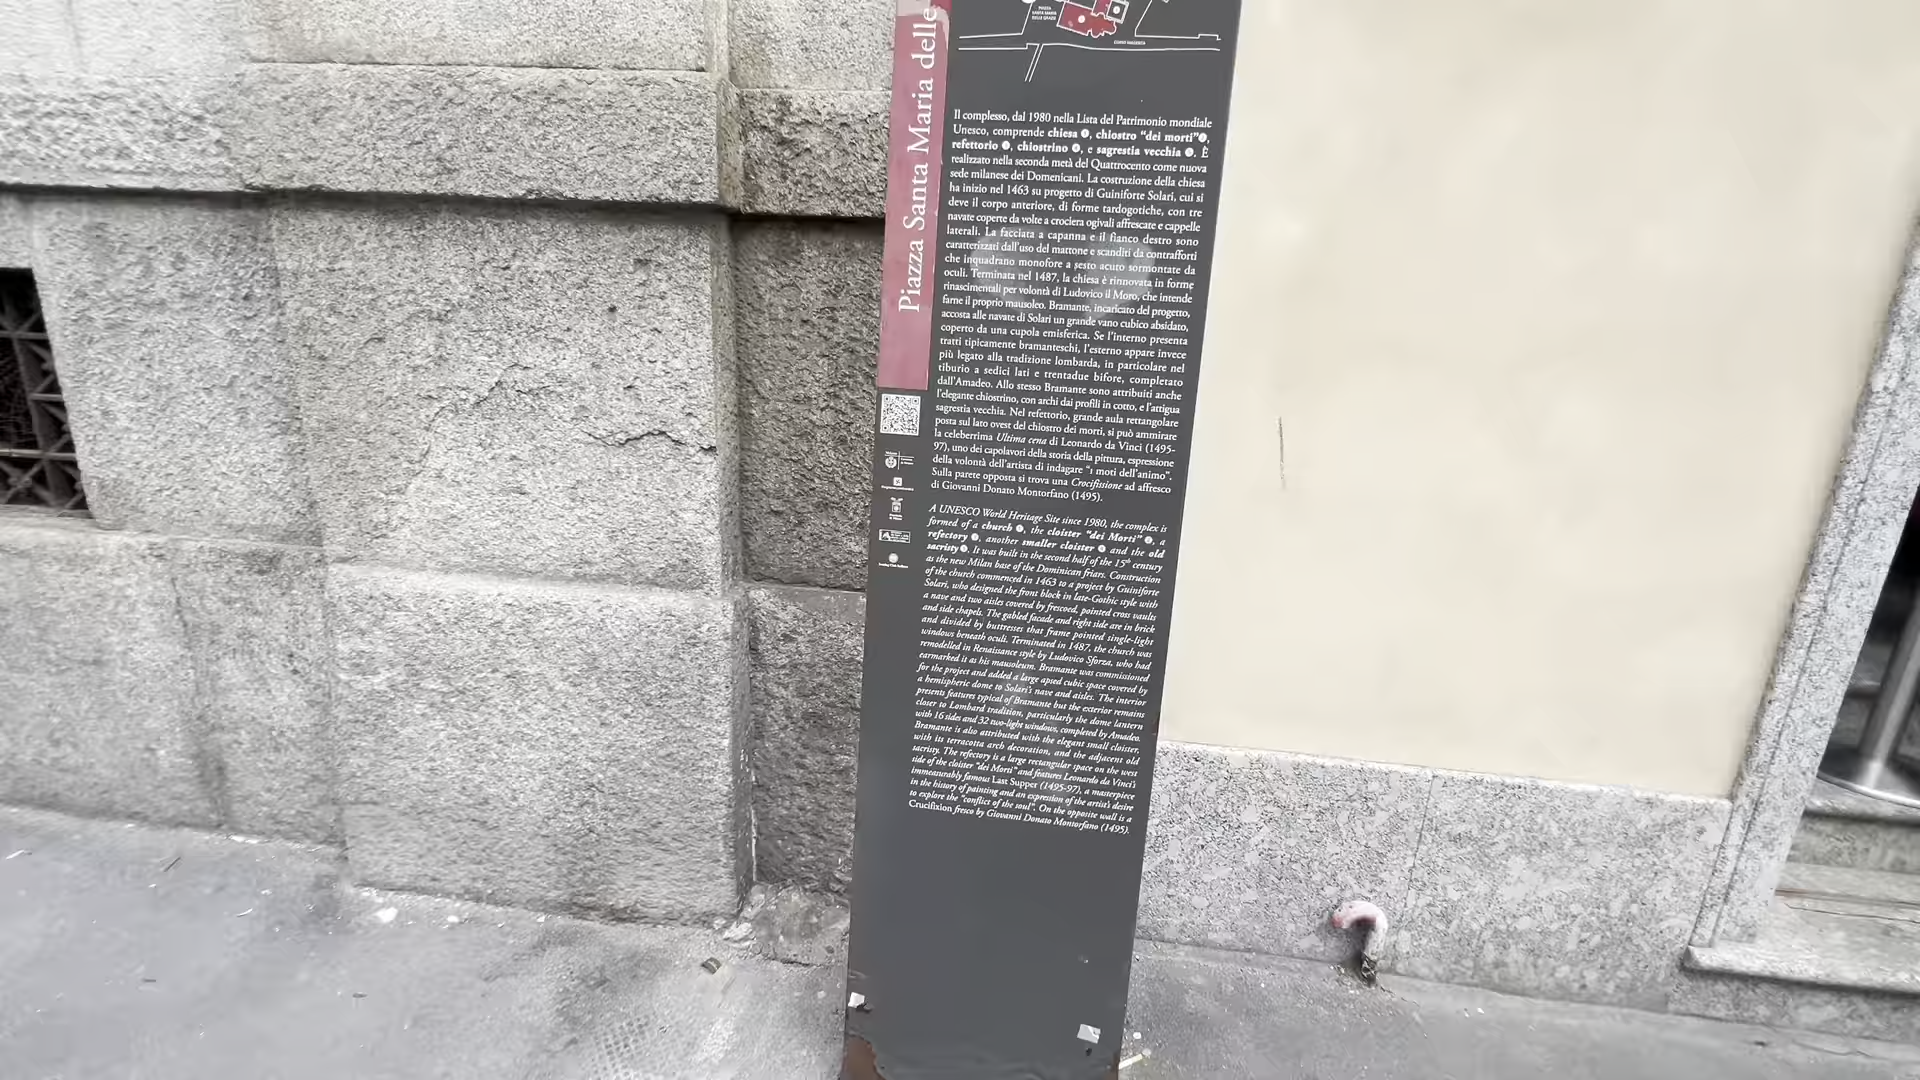 PIAZZA
SANTA MARIA
DELLE GRAZIE
CORSO MAGENTA
Piazza Santa Maria delle
Il complesso, dal 1980 nella Lista del Patrimonio mondiale
Unesco, comprende chiesa, chiostro “dei morti”,
refettorio, chiostrino, e sagrestia vecchia. È
realizzato nella seconda metà del Quattrocento come nuova
sede milanese dei Domenicani. La costruzione della chiesa
ha inizio nel 1463 su progetto di Guiniforte Solari, cui si
deve il corpo anteriore, di forme tardogotiche, con tre
navate coperte da volte a crociera ogivali affrescate e cappelle
laterali. La facciata a capanna e il fianco destro sono
caratterizzati dall’uso del mattone e scanditi da contrafforti
che inquadrano monofore a sesto acuto sormontate da
oculi. Terminata nel 1487, la chiesa è rinnovata in forme
rinascimentali per volontà di Ludovico il Moro, che intende
farne il proprio mausoleo. Bramante, incaricato del progetto,
accosta alle navate di Solari un grande vano cubico absidato,
coperto da una cupola emisferica. Se l’interno presenta
tratti tipicamente bramanteschi, l’esterno appare invece
più legato alla tradizione lombarda, in particolare nel
tiburio a sedici lati e trentadue bifore, completato
dall’Amadeo. Allo stesso Bramante sono attribuiti anche
l’elegante chiostrino, con archi dai profili in cotto, e l’attigua
sagrestia vecchia. Nel refettorio, grande aula rettangolare
posta sul lato ovest del chiostro dei morti, si può ammirare
la celeberrima Ultima cena di Leonardo da Vinci (1495-
97), uno dei capolavori della storia della pittura, espressione
della volontà dell’artista di indagare “i moti dell’animo”.
Sulla parete opposta si trova una Crocifissione ad affresco
di Giovanni Donato Montorfano (1495).
A UNESCO World Heritage Site since 1980, the complex is
formed of a church, the cloister “dei Morti”, a
refectory, another smaller cloister and the old
sacristy. It was built in the second half of the 15th century
as the new Milan base of the Dominican friars. Construction
of the church commenced in 1463 to a project by Guiniforte
Solari, who designed the front block in late-Gothic style with
a nave and two aisles covered by frescoed, pointed cross vaults
and side chapels. The gabled facade and right side are in brick
and divided by buttresses that frame pointed single-light
windows beneath oculi. Terminated in 1487, the church was
remodelled in Renaissance style by Ludovico Sforza, who had
earmarked it as his mausoleum. Bramante was commissioned
for the project and added a large apsed cubic space covered by
a hemispheric dome to Solari’s nave and aisles. The interior
presents features typical of Bramante but the exterior remains
closer to Lombard tradition, particularly the dome lantern
with 16 sides and 32 two-light windows, completed by Amadeo.
Bramante is also attributed with the elegant small cloister,
with its terracotta arch decoration, and the adjacent old
sacristy. The refectory is a large rectangular space on the west
side of the cloister “dei Morti” and features Leonardo da Vinci’s
immeasurably famous Last Supper (1495-97), a masterpiece
in the history of painting and an expression of the artist’s desire
to explore the “conflict of the soul”. On the opposite wall is a
Crucifixion fresco by Giovanni Donato Montorfano (1495).